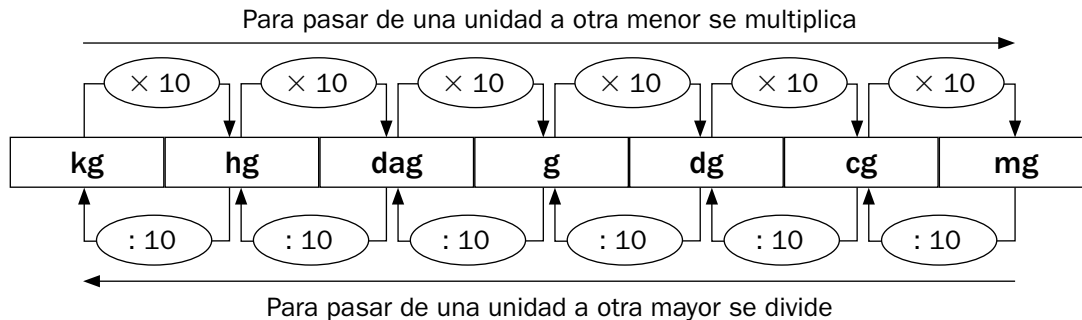 Para pasar de una unidad a otra menor se multiplica
× 10 × 10 × 10 × 10 × 10 × 10
kg hg dag g dg cg mg
: 10 : 10 : 10 : 10 : 10 : 10
Para pasar de una unidad a otra mayor se divide